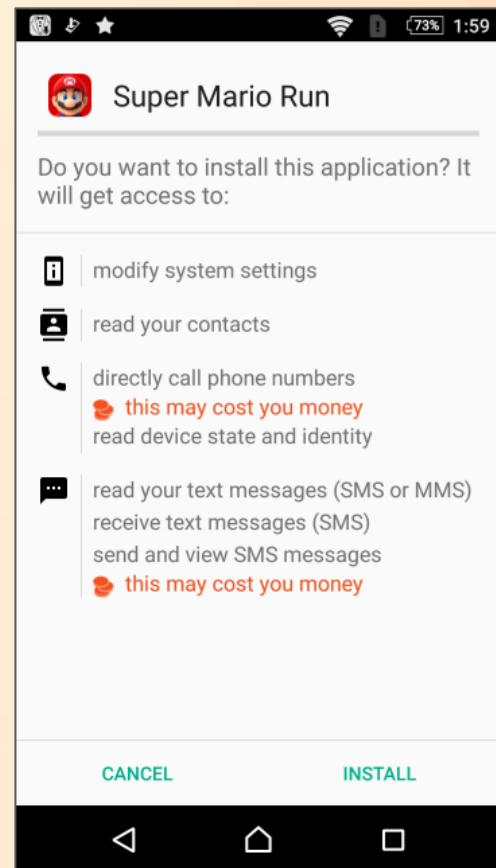 73% 1:59
Super Mario Run
Do you want to install this application? It
will get access to:
modify system settings
read your contacts
directly call phone numbers
this may cost you money
read device state and identity
read your text messages (SMS or MMS)
receive text messages (SMS)
send and view SMS messages
this may cost you money
CANCEL INSTALL